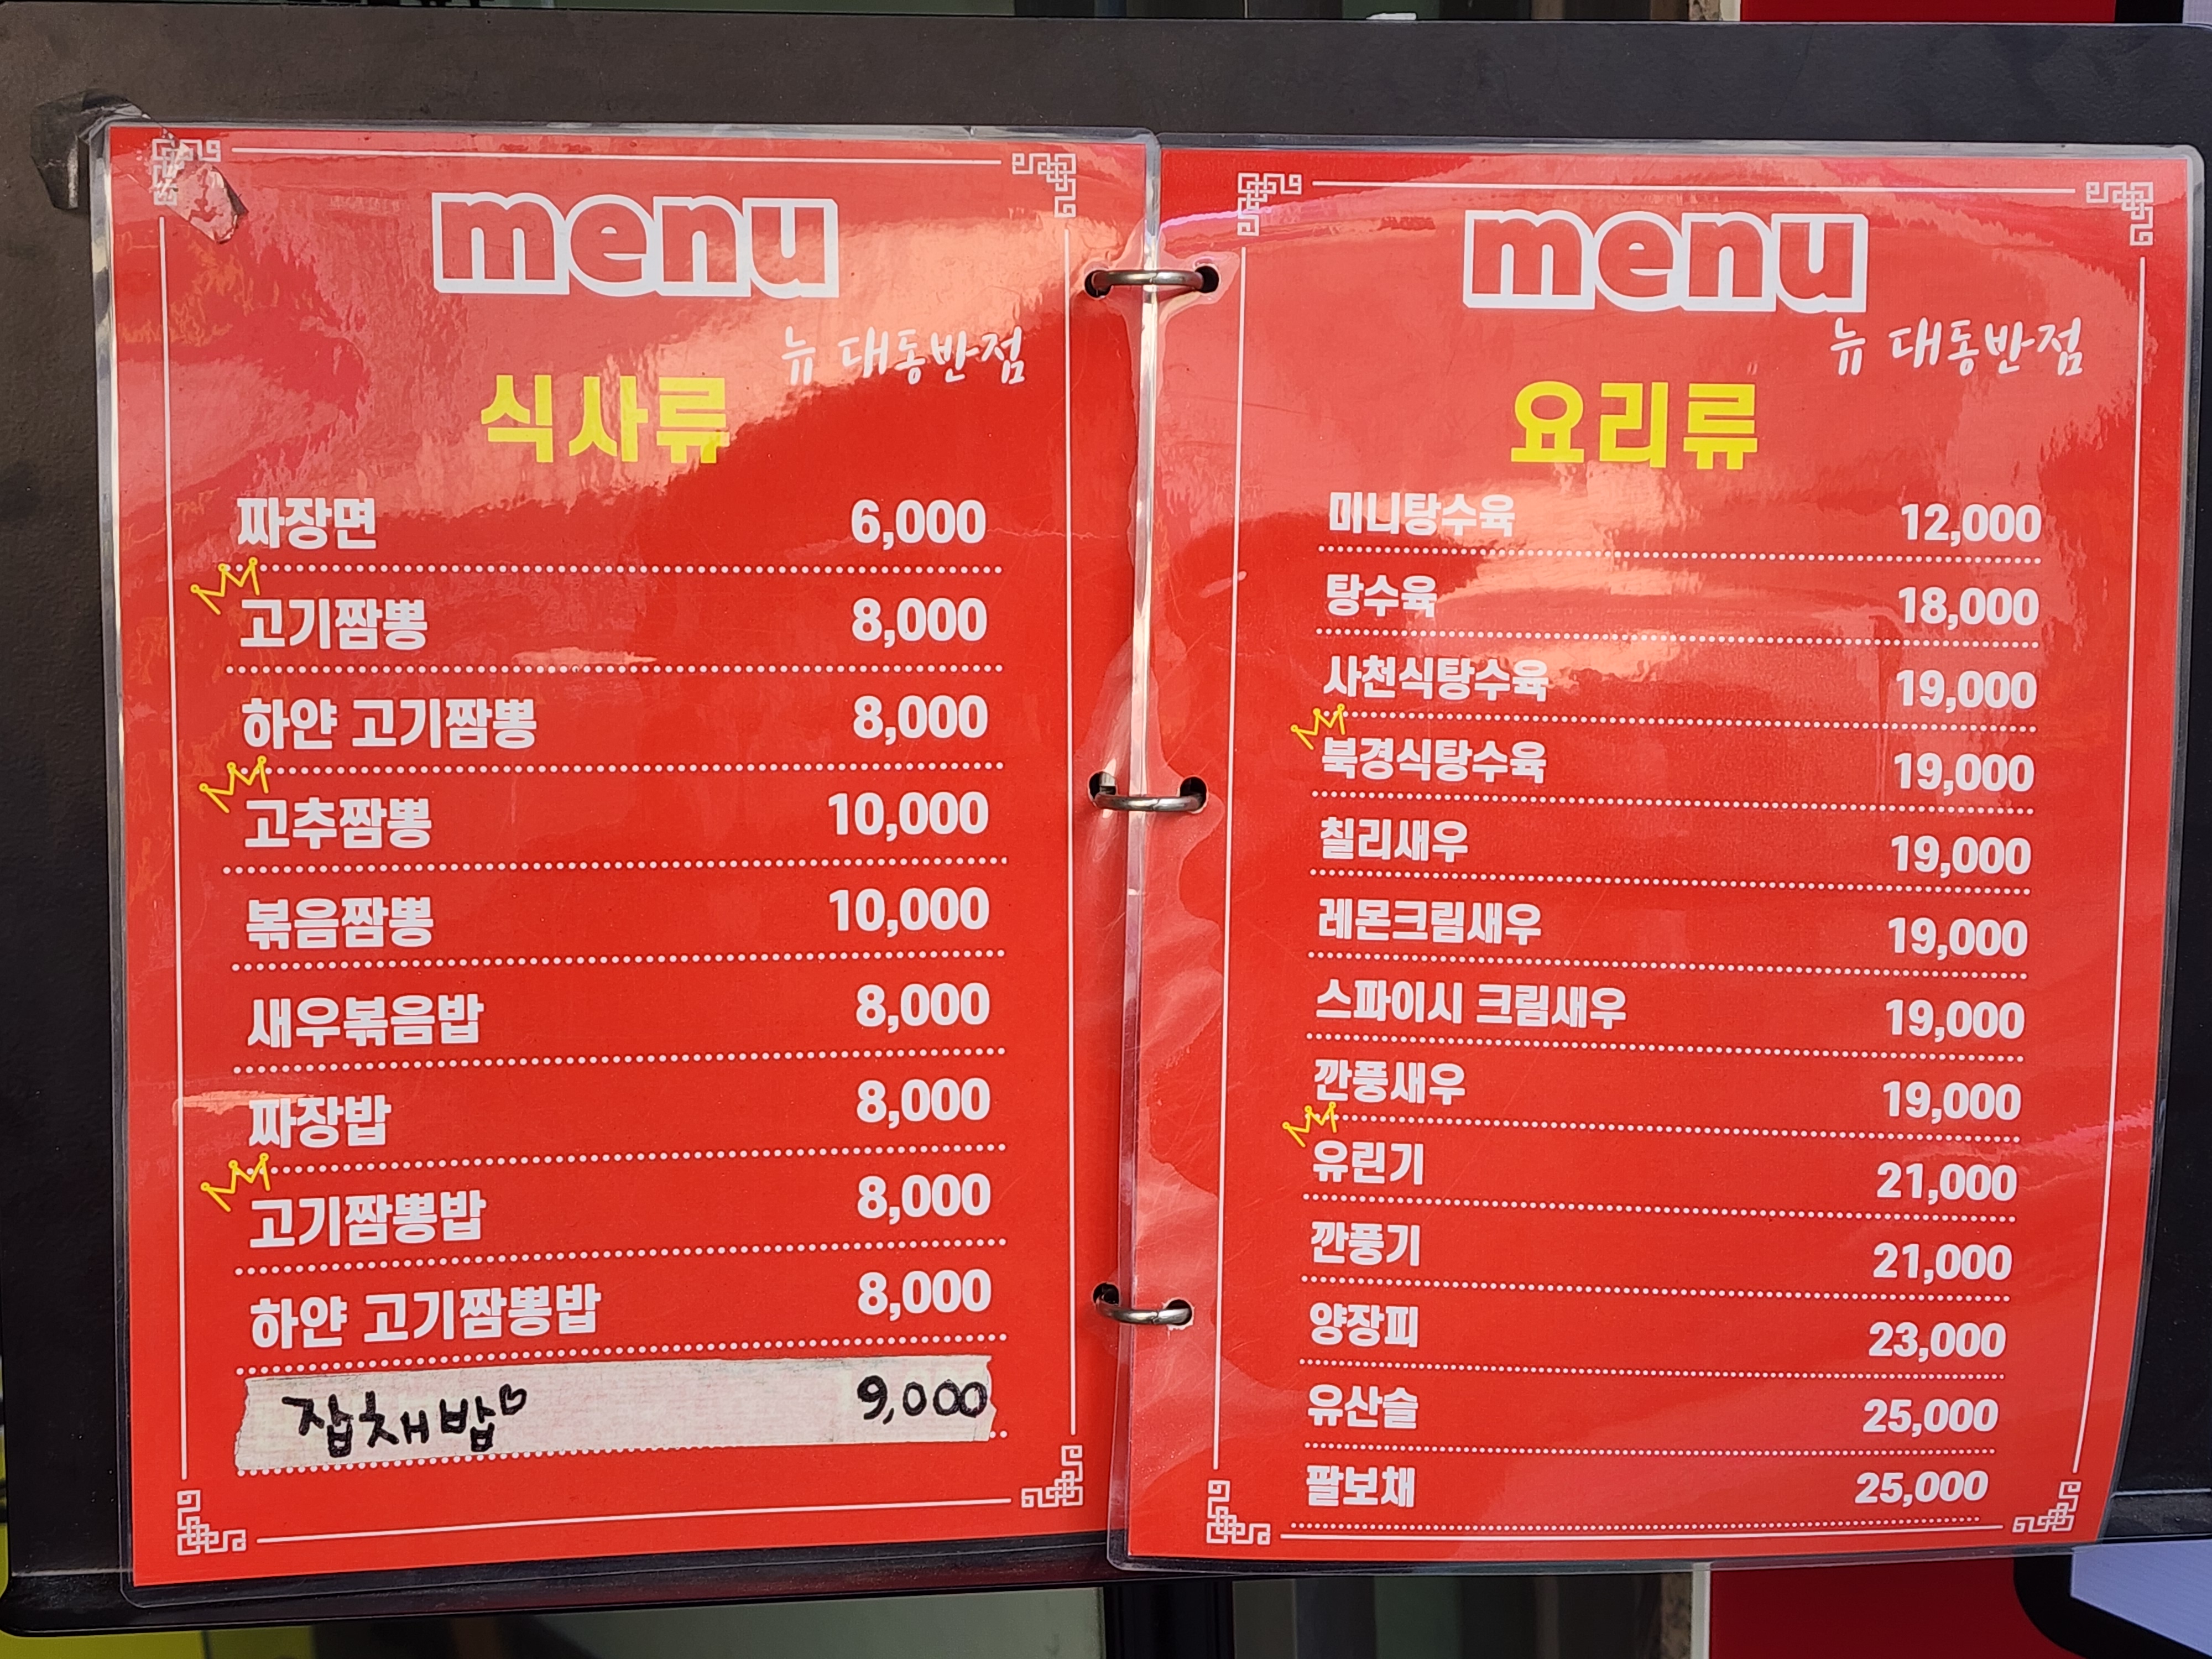 menu
뉴 대동반점
식사류
짜장면 6,000
고기짬뽕 8,000
하얀 고기짬뽕 8,000
고추짬뽕 10,000
볶음짬뽕 10,000
새우볶음밥 8,000
짜장밥 8,000
고기짬뽕밥 8,000
하얀 고기짬뽕밥 8,000
잡채밥 9,000
menu
뉴 대동반점
요리류
미니탕수육 12,000
탕수육 18,000
사천식탕수육 19,000
북경식탕수육 19,000
칠리새우 19,000
레몬크림새우 19,000
스파이시 크림새우 19,000
깐풍새우 19,000
유린기 21,000
깐풍기 21,000
양장피 23,000
유산슬 25,000
팔보채 25,000